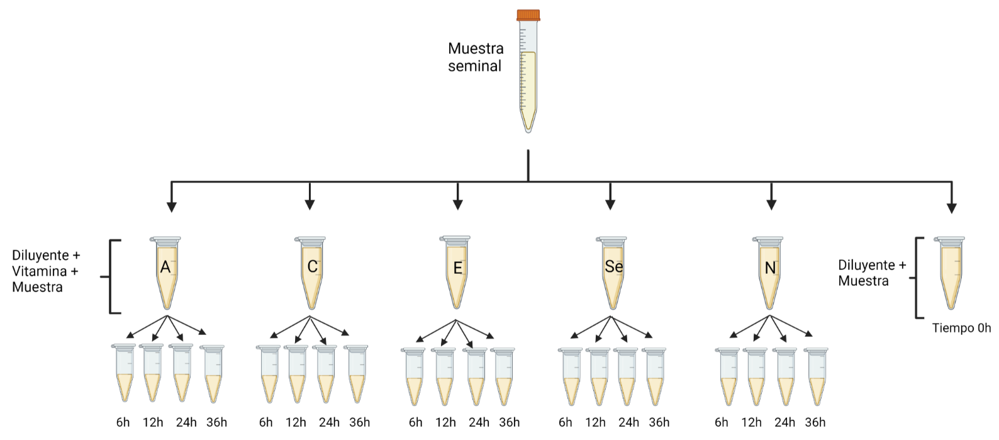 Muestra
seminal
Diluyente +
Vitamina +
Muestra
A
C
E
Se
N
Diluyente +
Muestra
Tiempo 0h
6h 12h 24h 36h
6h 12h 24h 36h
6h 12h 24h 36h
6h 12h 24h 36h
6h 12h 24h 36h